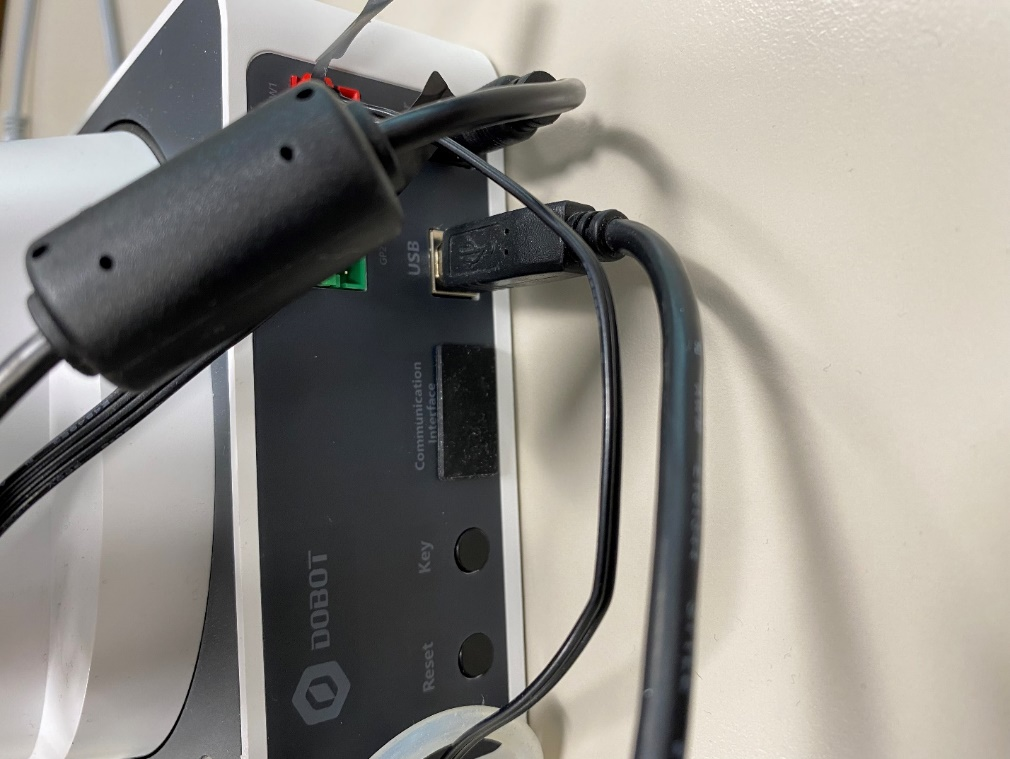 USB
Communication
Interface
Key
Reset
DOBOT